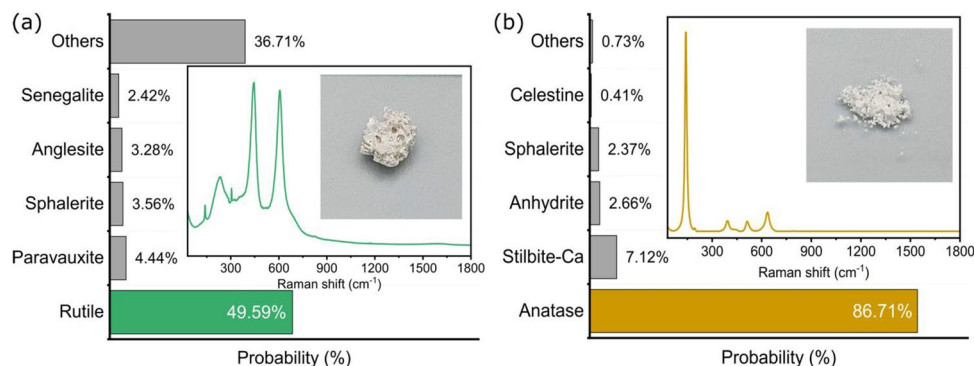 (a)
Others
36.71%
Senegalite
2.42%
Anglesite
3.28%
Sphalerite
3.56%
Paravauxite
4.44%
Rutile
49.59%
300 600 900 1200 1500 1800
Raman shift (cm-1)
Probability (%)
(b)
Others
0.73%
Celestine
0.41%
Sphalerite
2.37%
Anhydrite
2.66%
Stilbite-Ca
7.12%
Anatase
86.71%
300 600 900 1200 1500 1800
Raman shift (cm-1)
Probability (%)